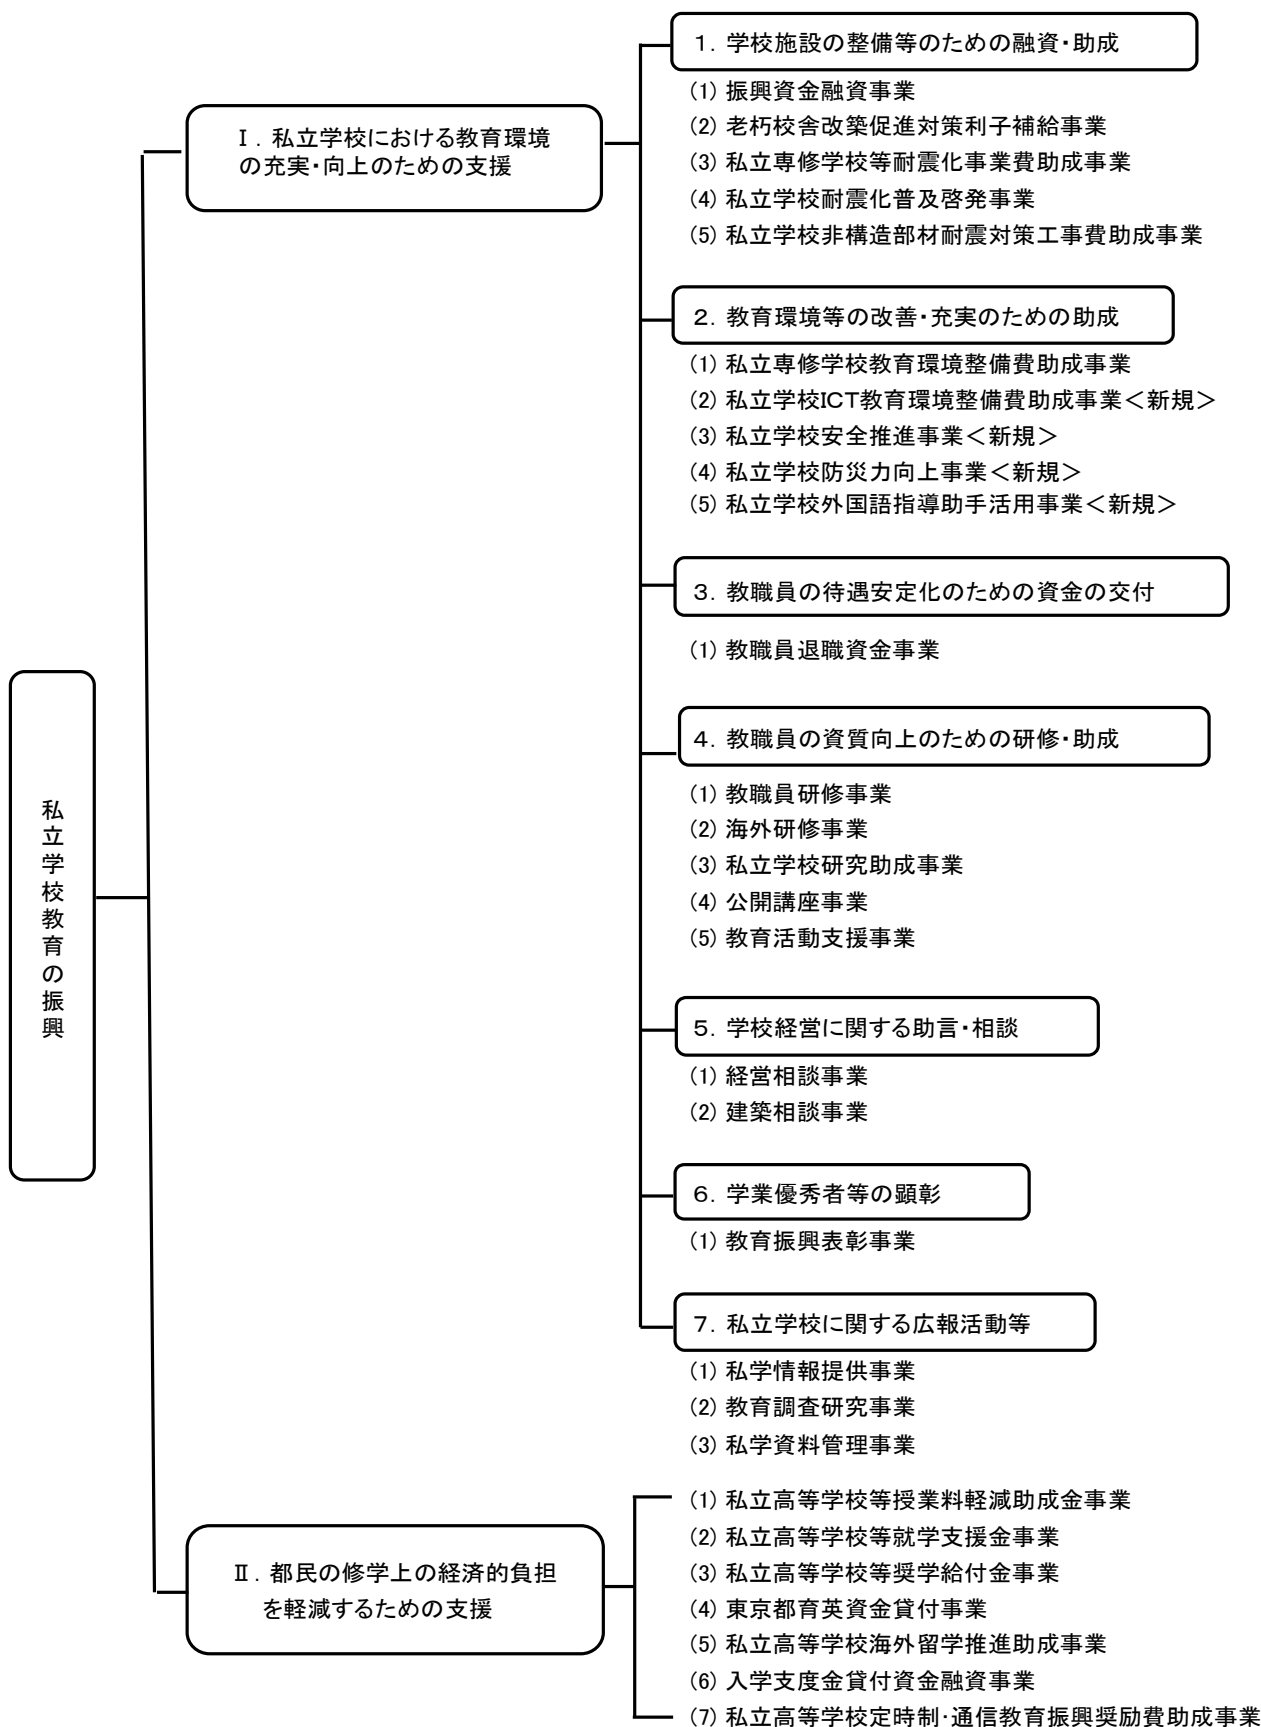 私立学校教育の振興
Ⅰ．私立学校における教育環境
の充実・向上のための支援
１．学校施設の整備等のための融資・助成
(1) 振興資金融資事業
(2) 老朽校舎改築促進対策利子補給事業
(3) 私立専修学校等耐震化事業費助成事業
(4) 私立学校耐震化普及啓発事業
(5) 私立学校非構造部材耐震対策工事費助成事業
２．教育環境等の改善・充実のための助成
(1) 私立専修学校教育環境整備費助成事業
(2) 私立学校ICT教育環境整備費助成事業＜新規＞
(3) 私立学校安全推進事業＜新規＞
(4) 私立学校防災力向上事業＜新規＞
(5) 私立学校外国語指導助手活用事業＜新規＞
３．教職員の待遇安定化のための資金の交付
(1) 教職員退職資金事業
４．教職員の資質向上のための研修・助成
(1) 教職員研修事業
(2) 海外研修事業
(3) 私立学校研究助成事業
(4) 公開講座事業
(5) 教育活動支援事業
５．学校経営に関する助言・相談
(1) 経営相談事業
(2) 建築相談事業
６．学業優秀者等の顕彰
(1) 教育振興表彰事業
７．私立学校に関する広報活動等
(1) 私学情報提供事業
(2) 教育調査研究事業
(3) 私学資料管理事業
Ⅱ．都民の修学上の経済的負担
を軽減するための支援
(1) 私立高等学校等授業料軽減助成金事業
(2) 私立高等学校等就学支援金事業
(3) 私立高等学校等奨学給付金事業
(4) 東京都育英資金貸付事業
(5) 私立高等学校海外留学推進助成事業
(6) 入学支度金貸付資金融資事業
(7) 私立高等学校定時制・通信教育振興奨励費助成事業